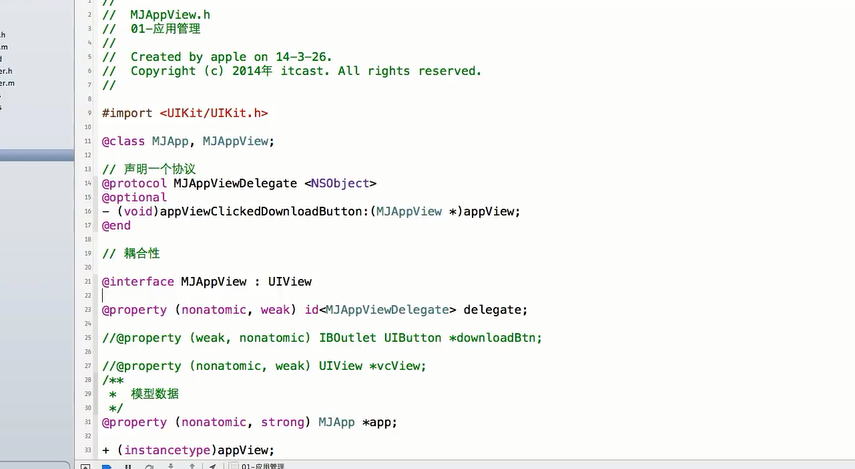 .h
.m
d
er.h
er.m
s
s
1 //
2 //  MJAppView.h
3 //  01-应用管理
4 //
5 //  Created by apple on 14-3-26.
6 //  Copyright (c) 2014年 itcast. All rights reserved.
7 //
8
9 #import <UIKit/UIKit.h>
10
11 @class MJApp, MJAppView;
12
13 // 声明一个协议
14 @protocol MJAppViewDelegate <NSObject>
15 @optional
16 - (void)appViewClickedDownloadButton:(MJAppView *)appView;
17 @end
18
19 // 耦合性
20
21 @interface MJAppView : UIView
22
23 @property (nonatomic, weak) id<MJAppViewDelegate> delegate;
24
25 //@property (weak, nonatomic) IBOutlet UIButton *downloadBtn;
26
27 //@property (nonatomic, weak) UIView *vcView;
28 /**
29  *  模型数据
30  */
31 @property (nonatomic, strong) MJApp *app;
32
33 + (instancetype)appView;
01-应用管理